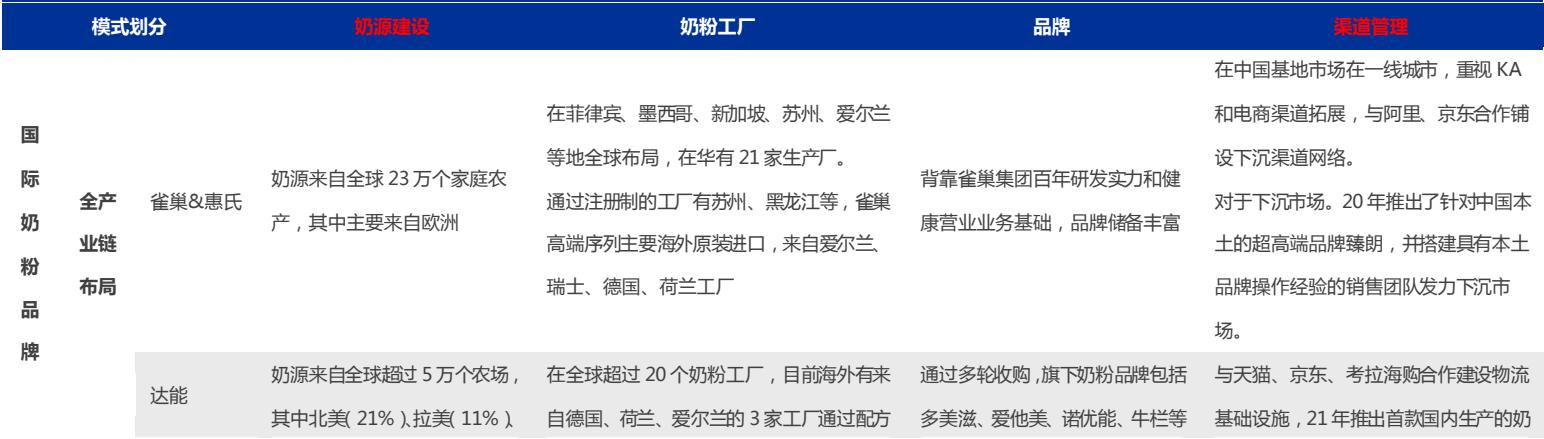 模式划分 奶源建设 奶粉工厂 品牌 渠道管理
国际奶粉品牌
全产业链布局
雀巢&惠氏
奶源来自全球 23 万个家庭农
产，其中主要来自欧洲
在菲律宾、墨西哥、新加坡、苏州、爱尔兰
等地全球布局，在华有 21 家生产厂。
通过注册制的工厂有苏州、黑龙江等，雀巢
高端序列主要海外原装进口，来自爱尔兰、
瑞士、德国、荷兰工厂
背靠雀巢集团百年研发实力和健
康营业业务基础，品牌储备丰富
在中国基地市场在一线城市，重视 KA
和电商渠道拓展，与阿里、京东合作铺
设下沉渠道网络。
对于下沉市场。20 年推出了针对中国本
土的超高端品牌臻朗，并搭建具有本土
品牌操作经验的销售团队发力下沉市
场。
达能
奶源来自全球超过 5 万个农场，
其中北美（21%）、拉美（11%）、
在全球超过 20 个奶粉工厂，目前海外有来
自德国、荷兰、爱尔兰的 3 家工厂通过配方
通过多轮收购，旗下奶粉品牌包括
多美滋、爱他美、诺优能、牛栏等
与天猫、京东、考拉海购合作建设物流
基础设施，21 年推出首款国内生产的奶